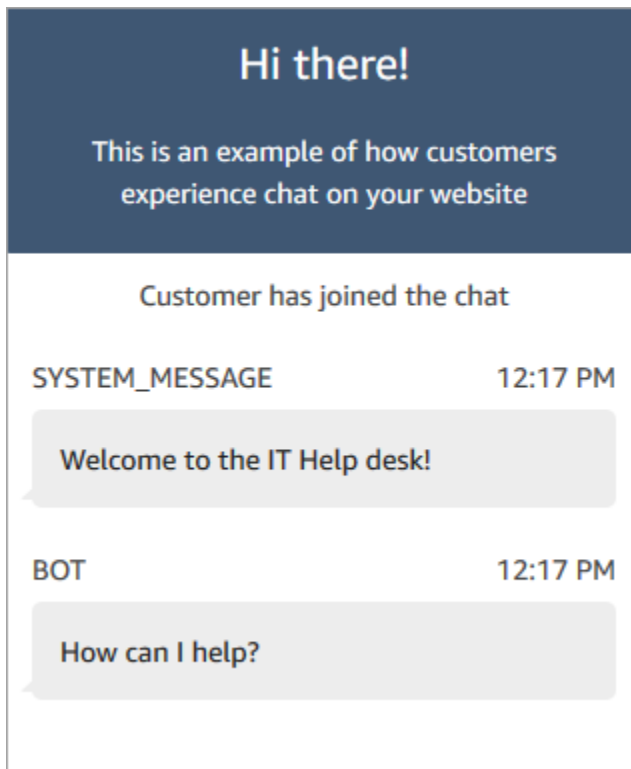 Hi there!
This is an example of how customers
experience chat on your website
Customer has joined the chat
SYSTEM_MESSAGE 12:17 PM
Welcome to the IT Help desk!
BOT 12:17 PM
How can I help?